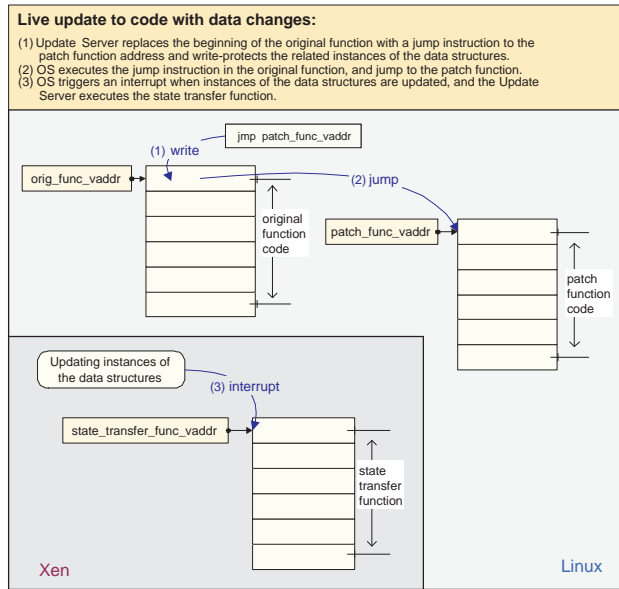 Live update to code with data changes:
(1) Update Server replaces the beginning of the original function with a jump instruction to the
patch function address and write-protects the related instances of the data structures.
(2) OS executes the jump instruction in the original function, and jump to the patch function.
(3) OS triggers an interrupt when instances of the data structures are updated, and the Update
Server executes the state transfer function.
jmp patch_func_vaddr
(1) write
orig_func_vaddr
(2) jump
original
function
code
patch_func_vaddr
patch
function
code
Updating instances of
the data structures
(3) interrupt
state_transfer_func_vaddr
state
transfer
function
Xen
Linux